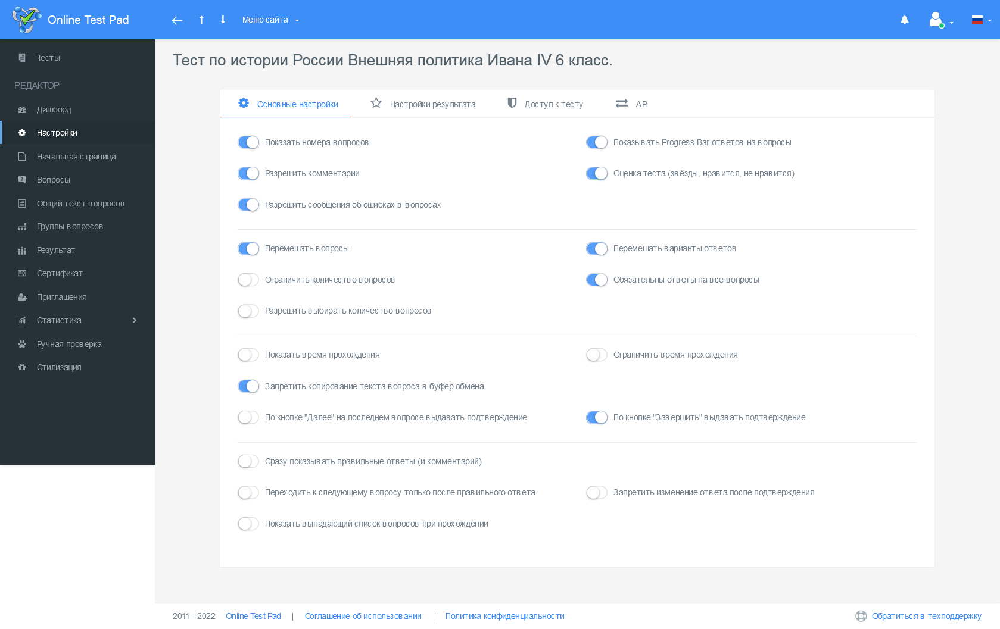 Online Test Pad
Меню сайта
Тесты
РЕДАКТОР
Дашборд
Настройки
Начальная страница
Вопросы
Общий текст вопросов
Группы вопросов
Результат
Сертификат
Приглашения
Статистика
Ручная проверка
Стилизация
Тест по истории России Внешняя политика Ивана IV 6 класс.
Основные настройки Настройки результата Доступ к тесту API
Показать номера вопросов Показывать Progress Bar ответов на вопросы
Разрешить комментарии Оценка теста (звёзды, нравится, не нравится)
Разрешить сообщения об ошибках в вопросах
Перемешать вопросы Перемешать варианты ответов
Ограничить количество вопросов Обязательны ответы на все вопросы
Разрешить выбирать количество вопросов
Показать время прохождения Ограничить время прохождения
Запретить копирование текста вопроса в буфер обмена
По кнопке "Далее" на последнем вопросе выдавать подтверждение По кнопке "Завершить" выдавать подтверждение
Сразу показывать правильные ответы (и комментарий)
Переходить к следующему вопросу только после правильного ответа Запретить изменение ответа после подтверждения
Показать выпадающий список вопросов при прохождении
2011 - 2022 Online Test Pad | Соглашение об использовании | Политика конфиденциальности Обратиться в техподдержку